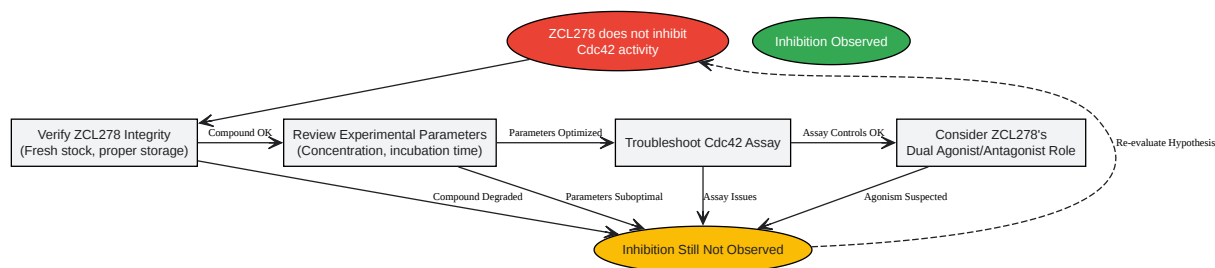 ZCL278 does not inhibit
Cdc42 activity
Inhibition Observed
Verify ZCL278 Integrity
(Fresh stock, proper storage)
Compound OK
Review Experimental Parameters
(Concentration, incubation time)
Parameters Optimized
Troubleshoot Cdc42 Assay
Assay Controls OK
Consider ZCL278's
Dual Agonist/Antagonist Role
Re-evaluate Hypothesis
Compound Degraded
Parameters Suboptimal
Assay Issues
Agonism Suspected
Inhibition Still Not Observed